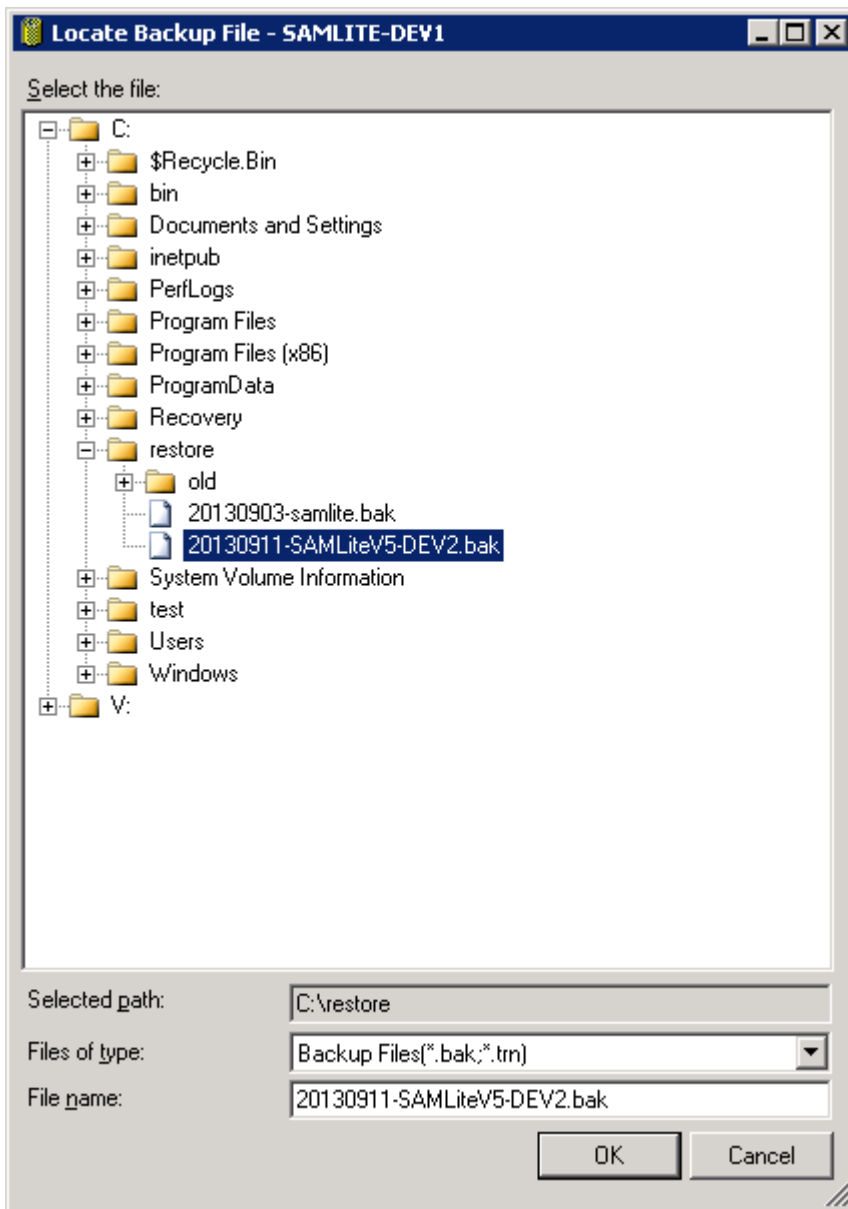 Locate Backup File - SAMLITE-DEV1
Select the file:
C:
$Recycle.Bin
bin
Documents and Settings
inetpub
PerfLogs
Program Files
Program Files (x86)
ProgramData
Recovery
restore
old
20130903-samlite.bak
20130911-SAMLiteV5-DEV2.bak
System Volume Information
test
Users
Windows
V:
Selected path: C:\restore
Files of type: Backup Files(*.bak;*.trn)
File name: 20130911-SAMLiteV5-DEV2.bak
OK Cancel